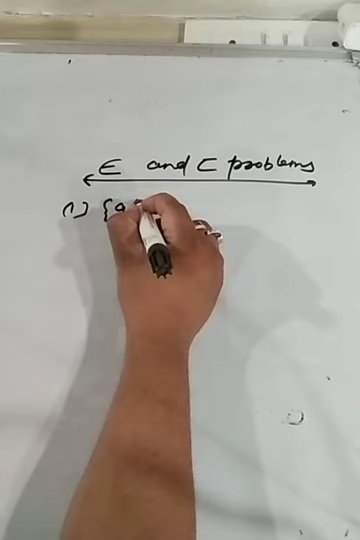 ∈ and ⊂ problems
(1) {a